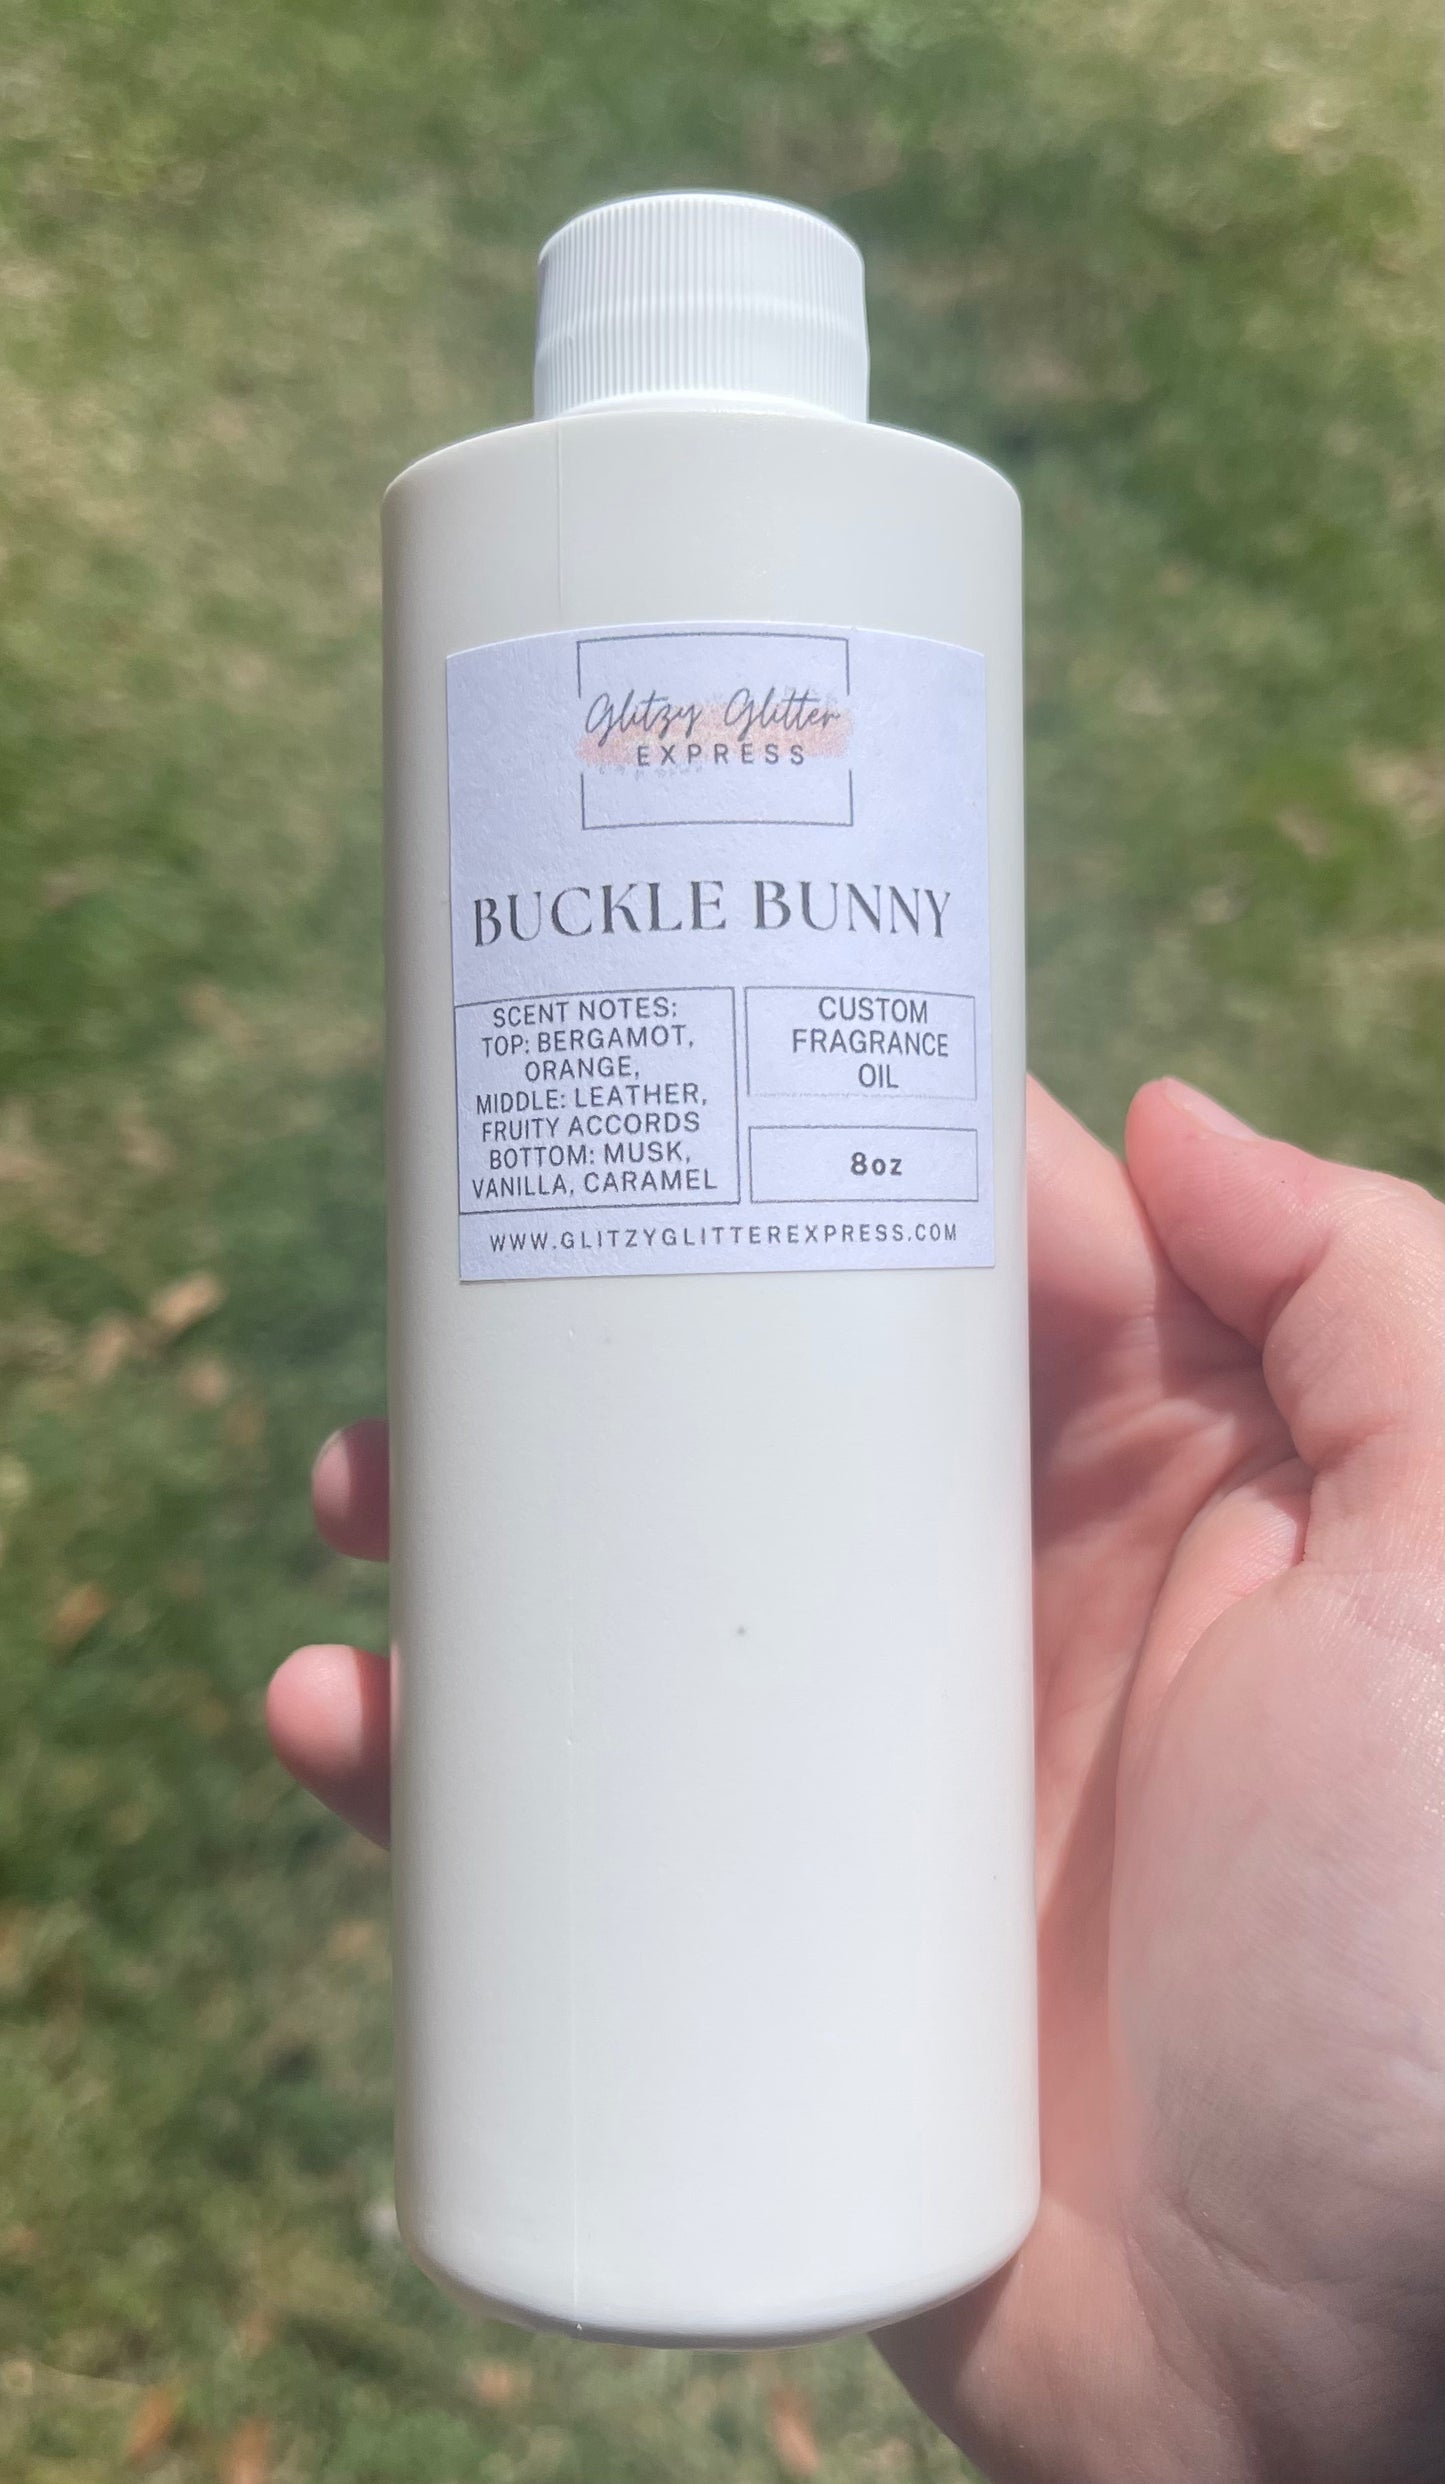 Glitzy Glitter
EXPRESS
BUCKLE BUNNY
SCENT NOTES:
TOP: BERGAMOT,
ORANGE,
MIDDLE: LEATHER,
FRUITY ACCORDS
BOTTOM: MUSK,
VANILLA, CARAMEL
CUSTOM
FRAGRANCE
OIL
8oz
WWW.GLITZYGLITTEREXPRESS.COM